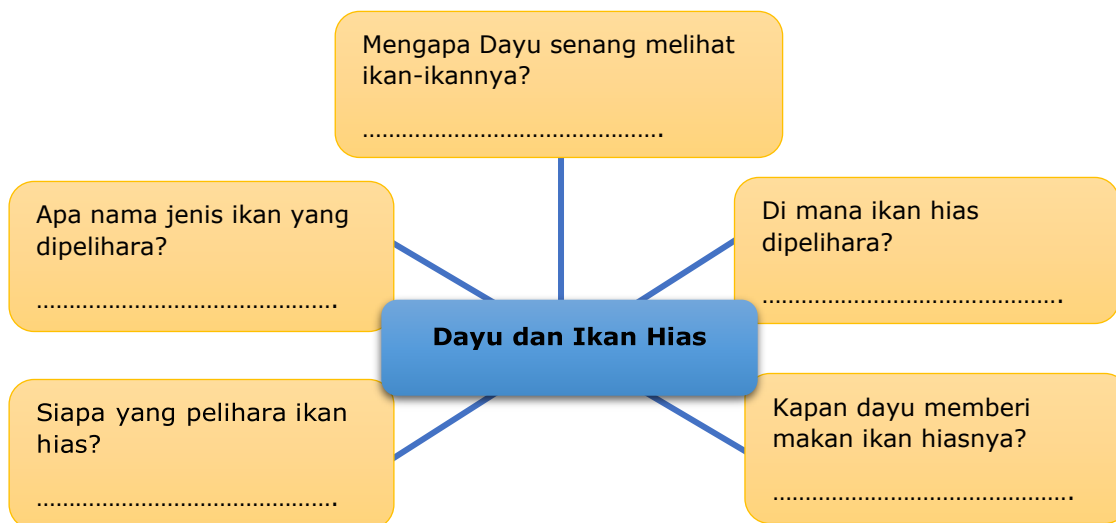 Mengapa Dayu senang melihat
ikan-ikannya?
……………………………………….
Apa nama jenis ikan yang
dipelihara?
……………………………………….
Di mana ikan hias
dipelihara?
……………………………………….
Dayu dan Ikan Hias
Siapa yang pelihara ikan
hias?
……………………………………….
Kapan dayu memberi
makan ikan hiasnya?
……………………………………….